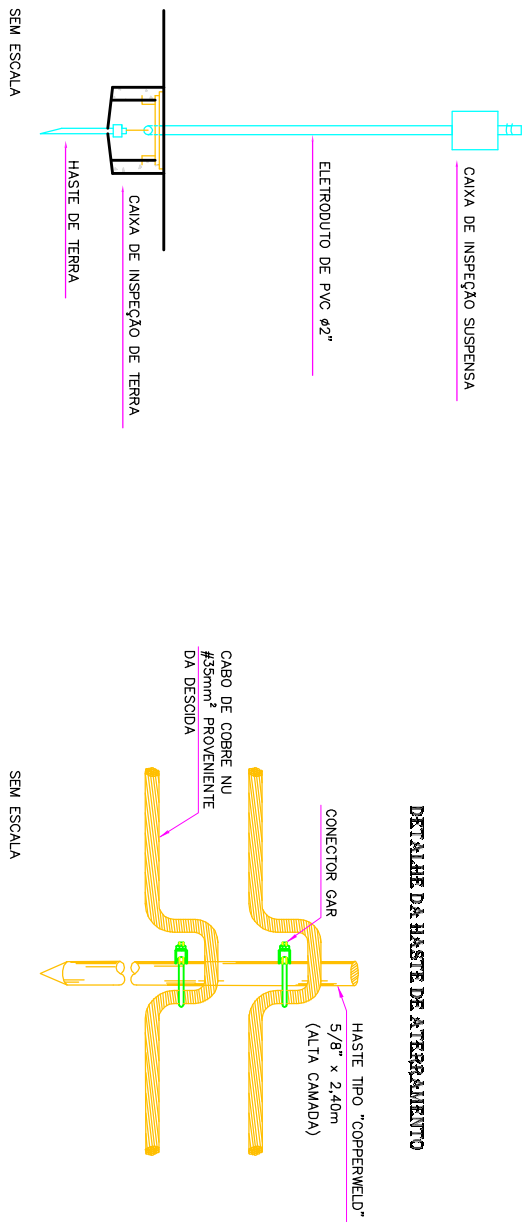 CAIXA DE INSPEÇÃO SUSPENSA
ELETRODUTO DE PVC ø2"
CAIXA DE INSPEÇÃO DE TERRA
HASTE DE TERRA
SEM ESCALA
DETALHE DA HASTE DE ATERRAMENTO
HASTE TIPO "COPPERWELD"
5/8" x 2,40m
(ALTA CAMADA)
CONECTOR GAR
CABO DE COBRE NU
#35mm² PROVENIENTE
DA DESCIDA
SEM ESCALA